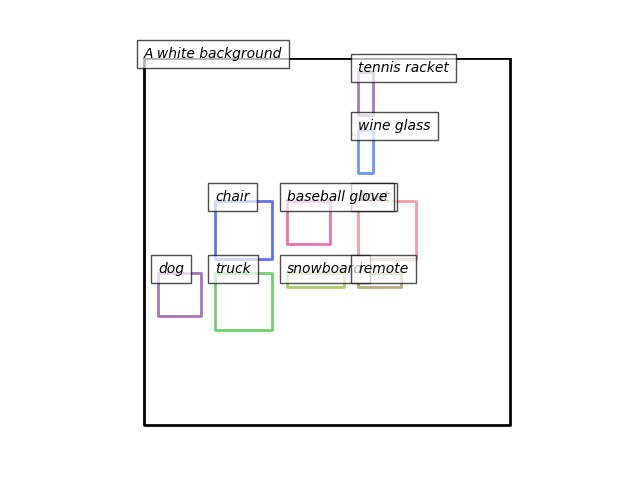 A white background
tennis racket
wine glass
chair
baseball glove
dog
truck
snowboard
remote